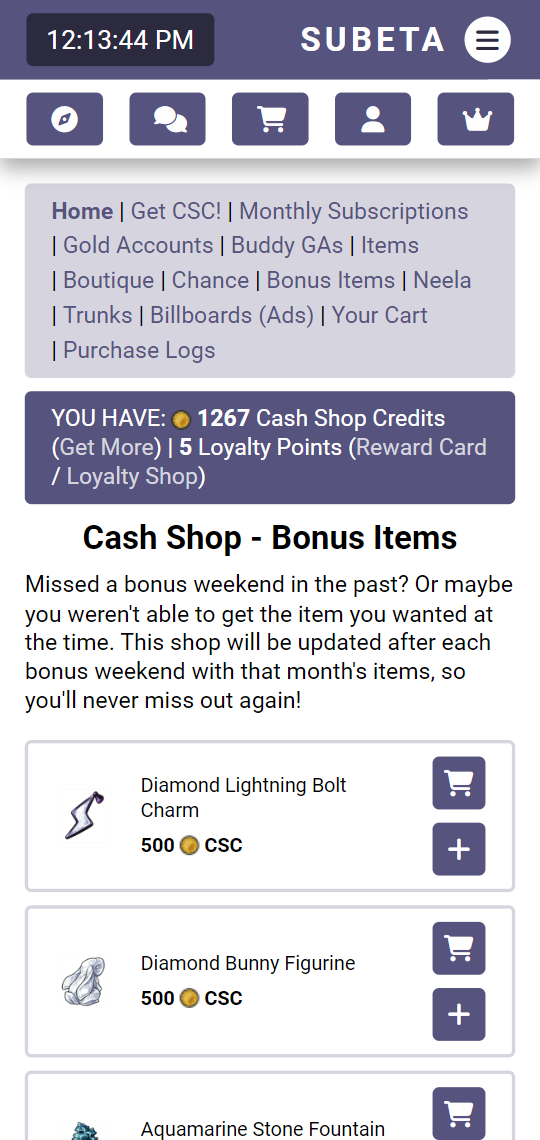 12:13:44 PM
SUBETA
Home | Get CSC! | Monthly Subscriptions
| Gold Accounts | Buddy GAs | Items
| Boutique | Chance | Bonus Items | Neela
| Trunks | Billboards (Ads) | Your Cart
| Purchase Logs
YOU HAVE: 1267 Cash Shop Credits
(Get More) | 5 Loyalty Points (Reward Card
/ Loyalty Shop)
Cash Shop - Bonus Items
Missed a bonus weekend in the past? Or maybe
you weren't able to get the item you wanted at
the time. This shop will be updated after each
bonus weekend with that month's items, so
you'll never miss out again!
Diamond Lightning Bolt
Charm
500 CSC
Diamond Bunny Figurine
500 CSC
Aquamarine Stone Fountain